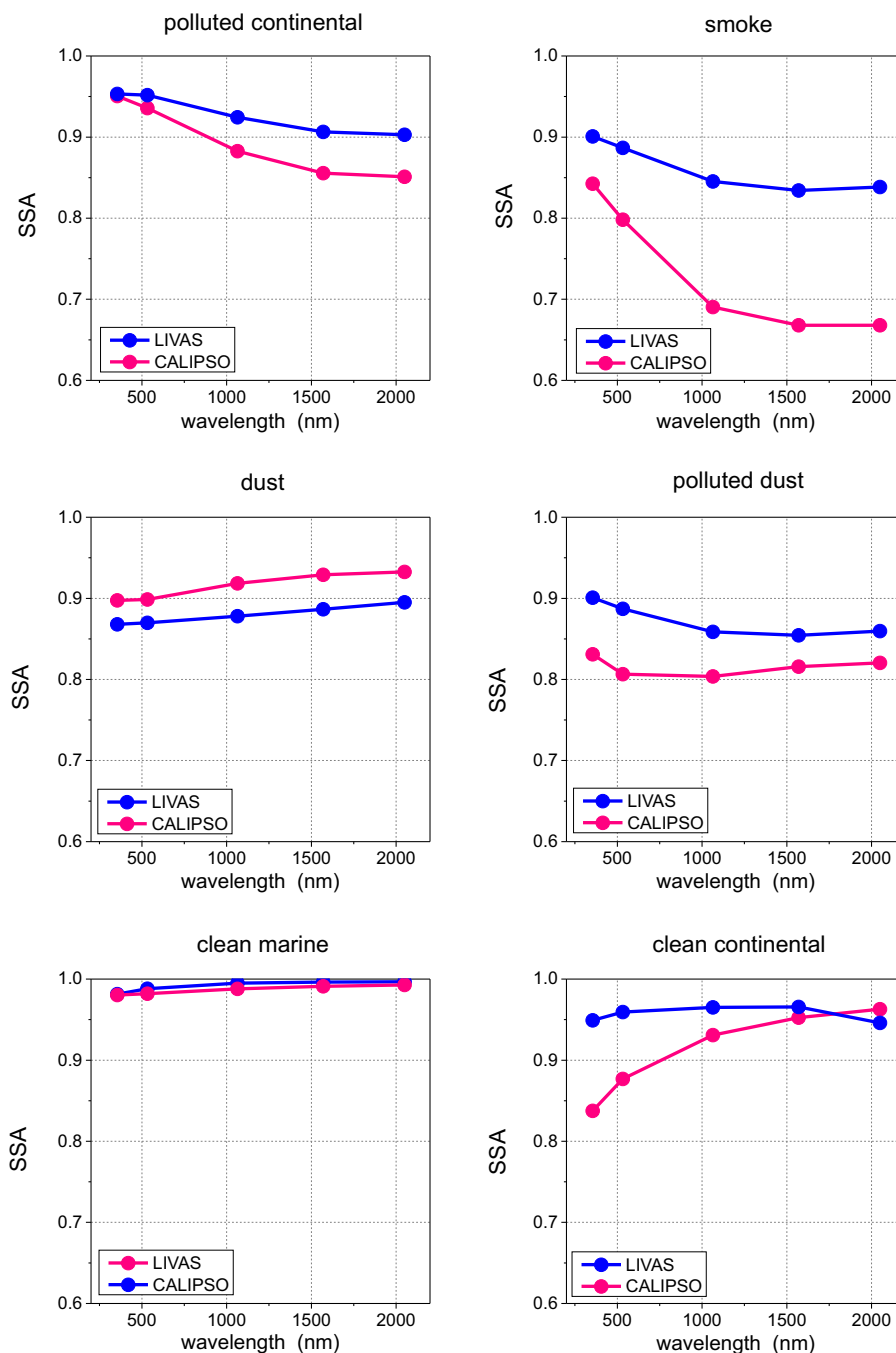 polluted continental
1.0
0.9
0.8
0.7
0.6
SSA
LIVAS
CALIPSO
500 1000 1500 2000
wavelength (nm)
smoke
1.0
0.9
0.8
0.7
0.6
SSA
LIVAS
CALIPSO
500 1000 1500 2000
wavelength (nm)
dust
1.0
0.9
0.8
0.7
0.6
SSA
LIVAS
CALIPSO
500 1000 1500 2000
wavelength (nm)
polluted dust
1.0
0.9
0.8
0.7
0.6
SSA
LIVAS
CALIPSO
500 1000 1500 2000
wavelength (nm)
clean marine
1.0
0.9
0.8
0.7
0.6
SSA
LIVAS
CALIPSO
500 1000 1500 2000
wavelength (nm)
clean continental
1.0
0.9
0.8
0.7
0.6
SSA
LIVAS
CALIPSO
500 1000 1500 2000
wavelength (nm)